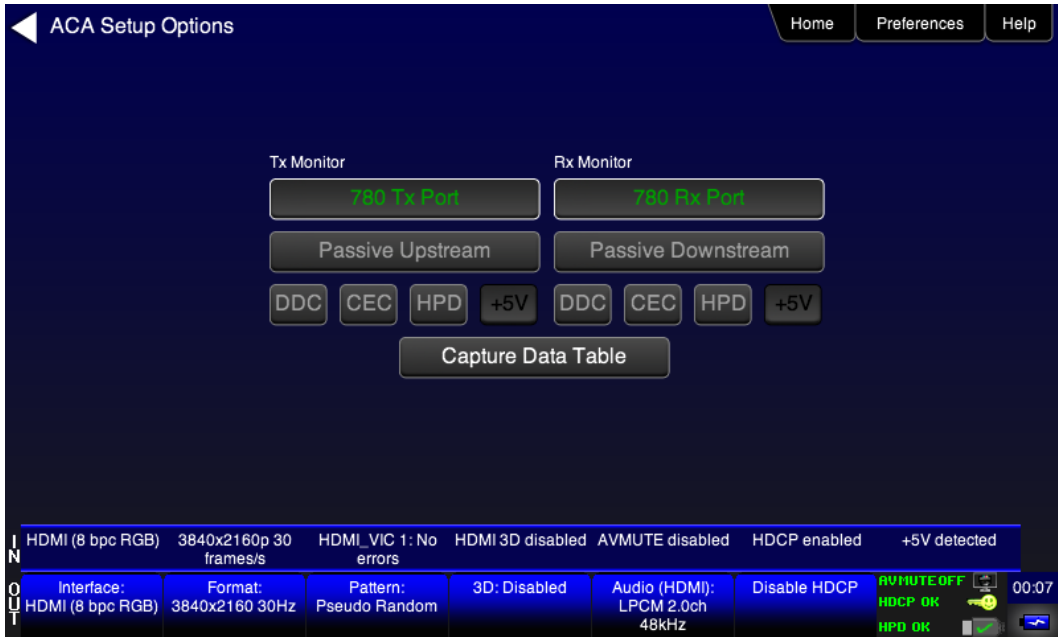 ACA Setup Options
Home Preferences Help
Tx Monitor Rx Monitor
780 Tx Port 780 Rx Port
Passive Upstream Passive Downstream
DDC CEC HPD +5V DDC CEC HPD +5V
Capture Data Table
IN
HDMI (8 bpc RGB) 3840x2160p 30 HDMI_VIC 1: No HDMI 3D disabled AVMUTE disabled HDCP enabled +5V detected
frames/s errors
OUT
Interface: Format: Pattern: 3D: Disabled Audio (HDMI): Disable HDCP AVMUTEOFF 00:07
HDMI (8 bpc RGB) 3840x2160 30Hz Pseudo Random LPCM 2.0ch HDCP OK
48kHz HPD OK